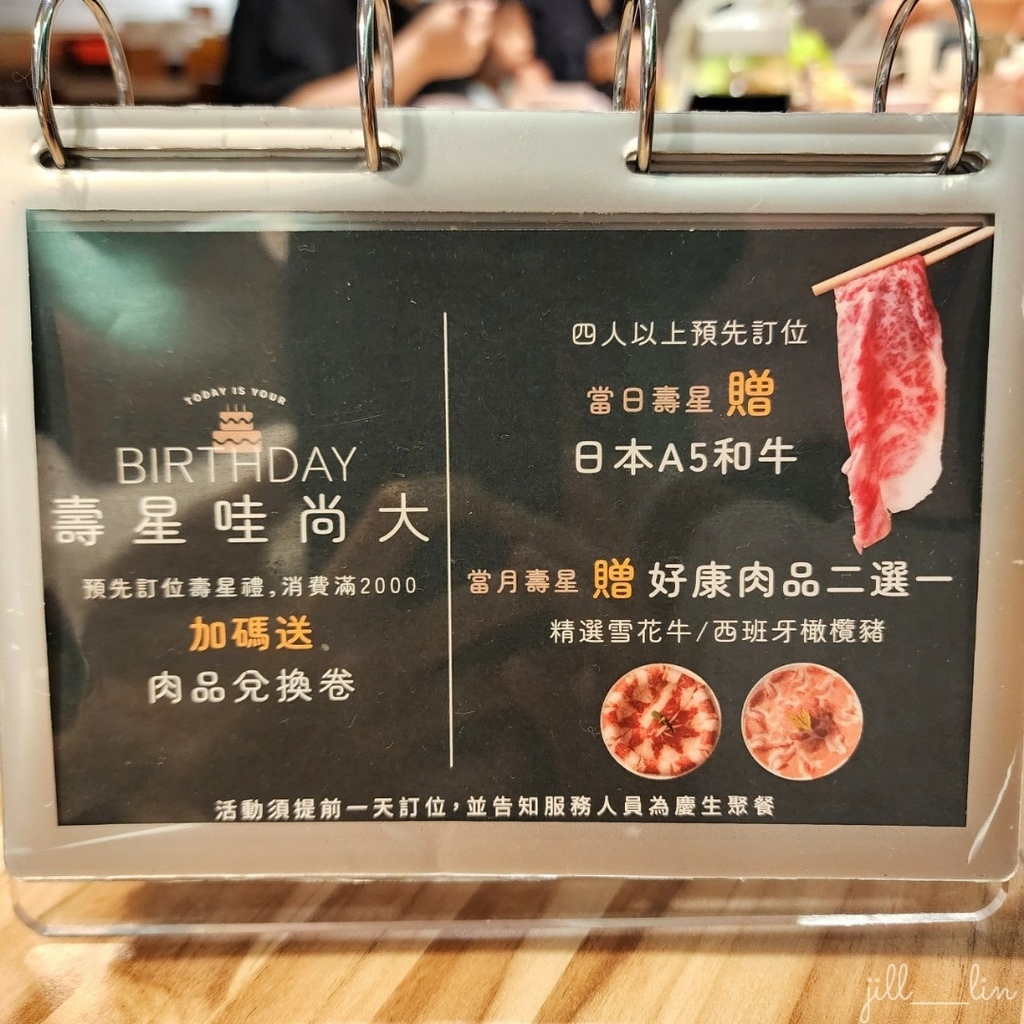 TODAY IS YOUR
BIRTHDAY
壽星哇尚大
預先訂位壽星禮,消費滿2000
加碼送
肉品兌換卷
四人以上預先訂位
當日壽星 贈
日本A5和牛
當月壽星 贈 好康肉品二選一
精選雪花牛/西班牙橄欖豬
活動須提前一天訂位,並告知服務人員為慶生聚餐
jill___lin